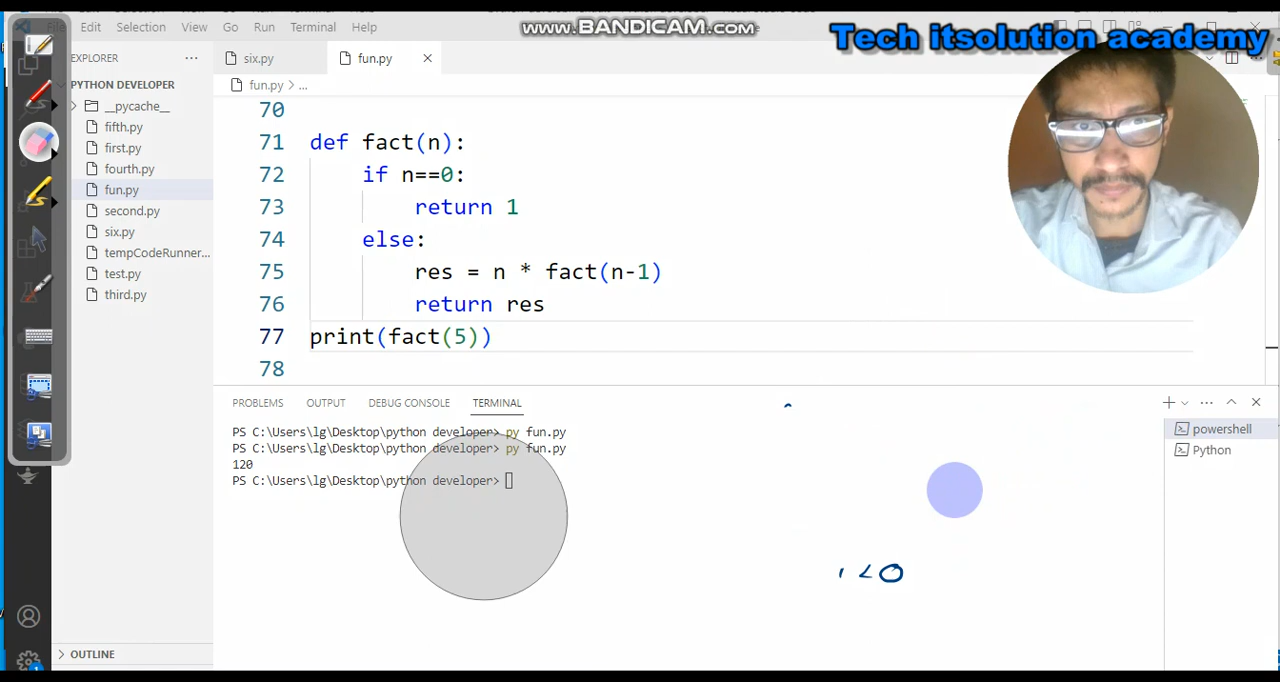 File Edit Selection View Go Run Terminal Help
www.BANDICAM.com
Tech itsolution academy
EXPLORER ...
six.py fun.py
PYTHON DEVELOPER
fun.py > ...
__pycache__
fifth.py
first.py
fourth.py
fun.py
second.py
six.py
tempCodeRunner...
test.py
third.py
70
71 def fact(n):
72 if n==0:
73 return 1
74 else:
75 res = n * fact(n-1)
76 return res
77 print(fact(5))
78
PROBLEMS OUTPUT DEBUG CONSOLE TERMINAL
PS C:\Users\lg\Desktop\python developer> py fun.py
PS C:\Users\lg\Desktop\python developer> py fun.py
120
PS C:\Users\lg\Desktop\python developer>
powershell
Python
OUTLINE